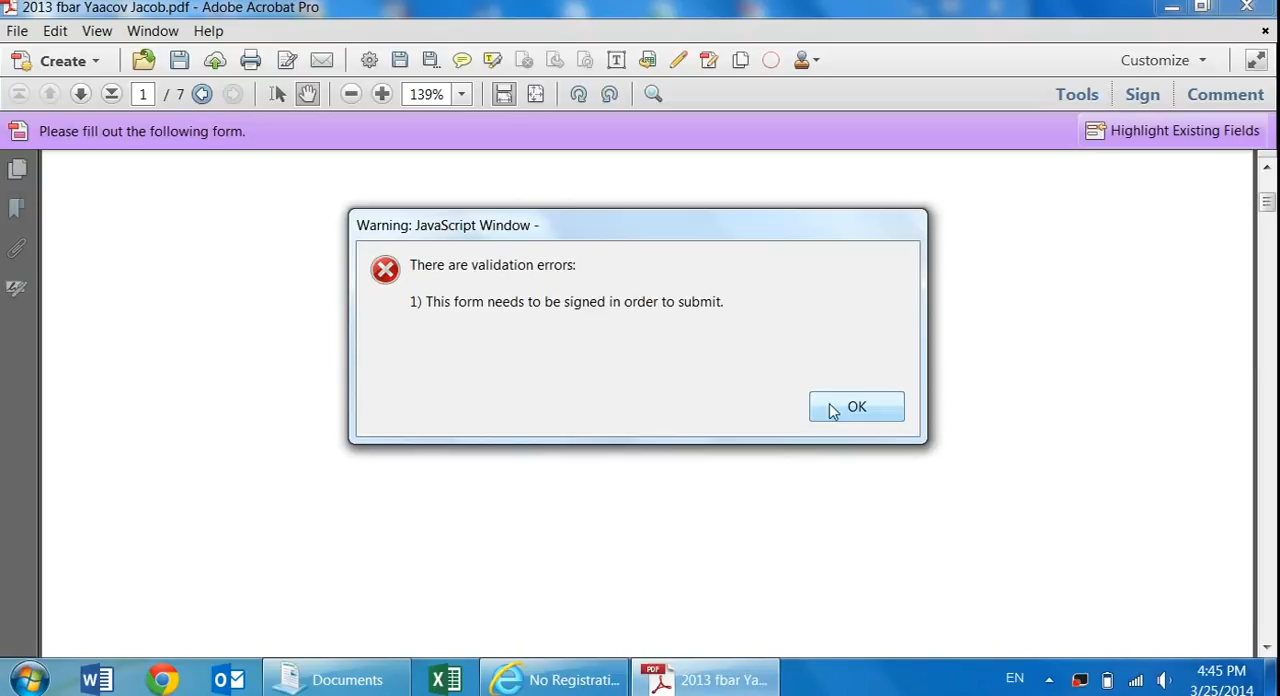 2013 fbar Yaacov Jacob.pdf - Adobe Acrobat Pro
File Edit View Window Help
Create Customize
1 / 7 139% Tools Sign Comment
Please fill out the following form. Highlight Existing Fields
Warning: JavaScript Window -
There are validation errors:
1) This form needs to be signed in order to submit.
OK
Documents No Registrati... PDF 2013 fbar Ya... EN 4:45 PM
3/25/2014